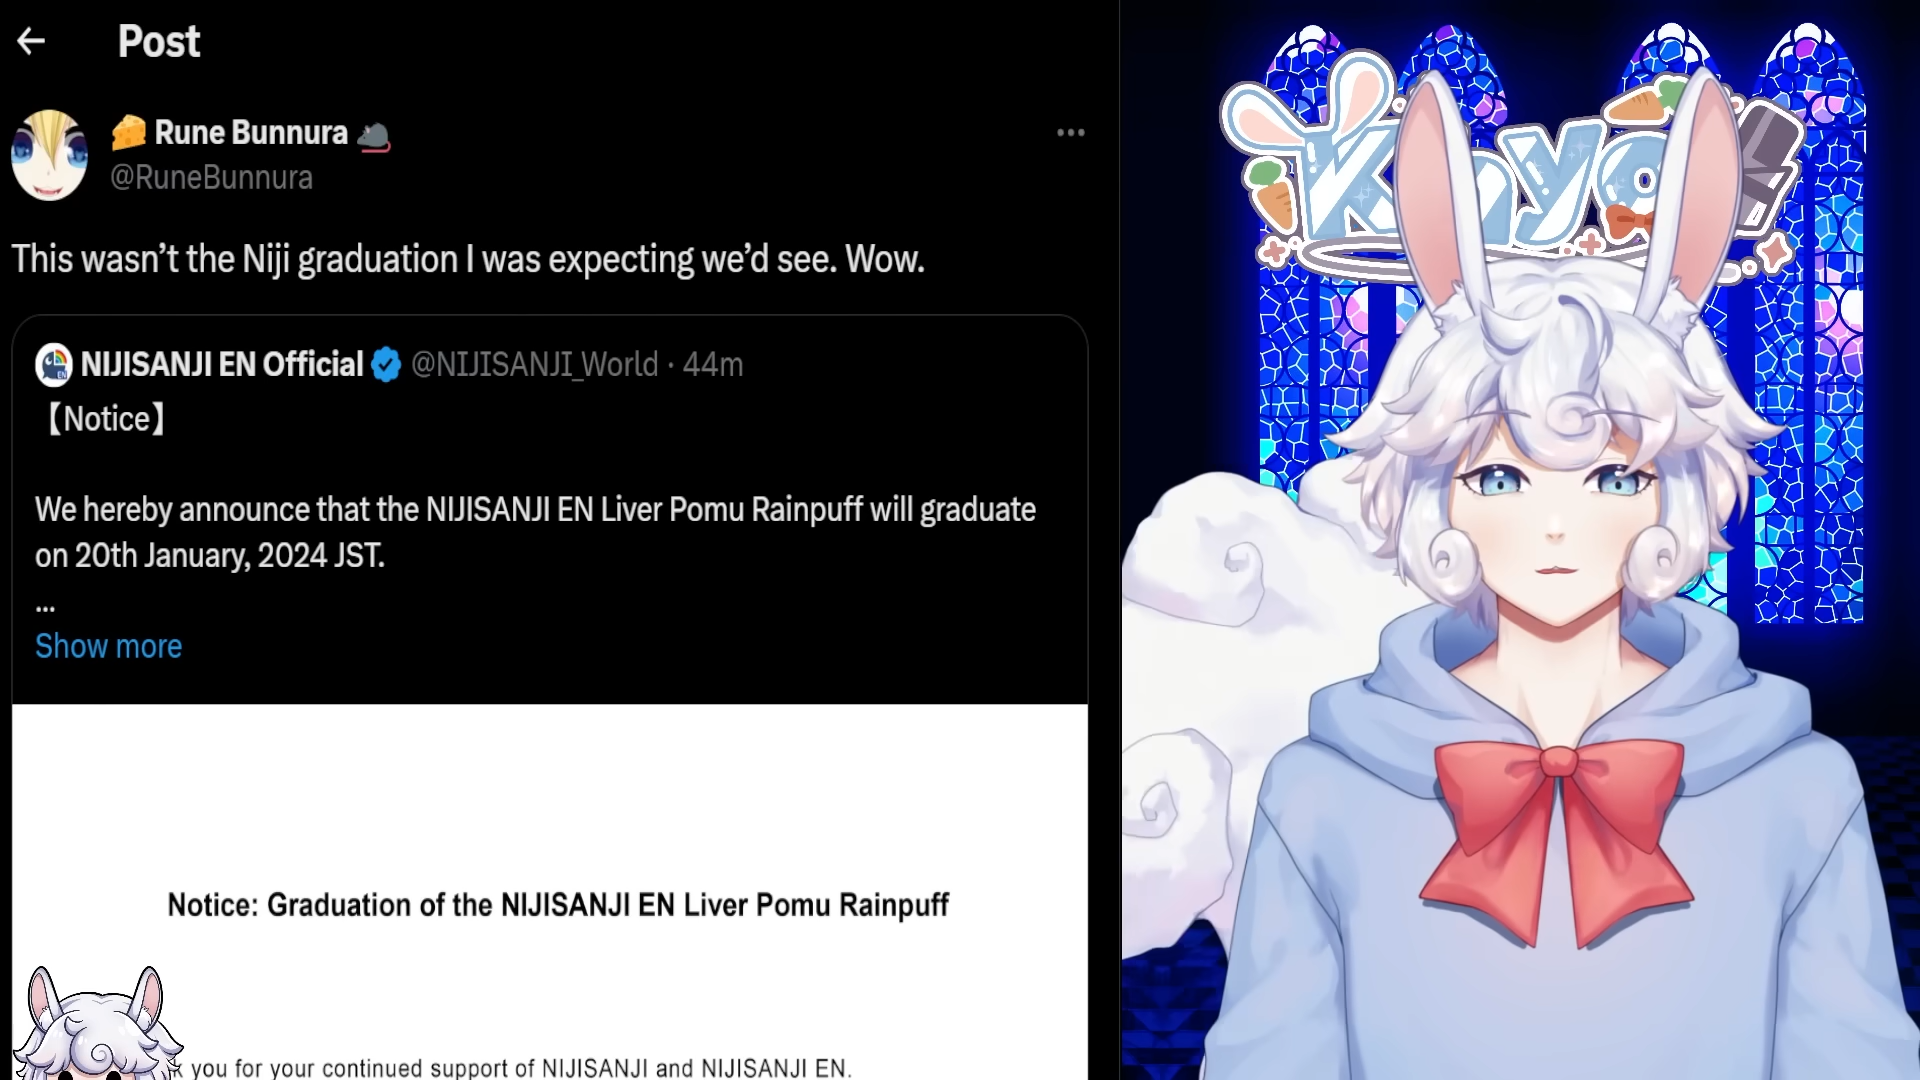 Post
🧀 Rune Bunnura 🐁
@RuneBunnura
This wasn’t the Niji graduation I was expecting we’d see. Wow.
NIJISANJI EN Official @NIJISANJI_World · 44m
【Notice】
We hereby announce that the NIJISANJI EN Liver Pomu Rainpuff will graduate
on 20th January, 2024 JST.
...
Show more
Notice: Graduation of the NIJISANJI EN Liver Pomu Rainpuff
you for your continued support of NIJISANJI and NIJISANJI EN.